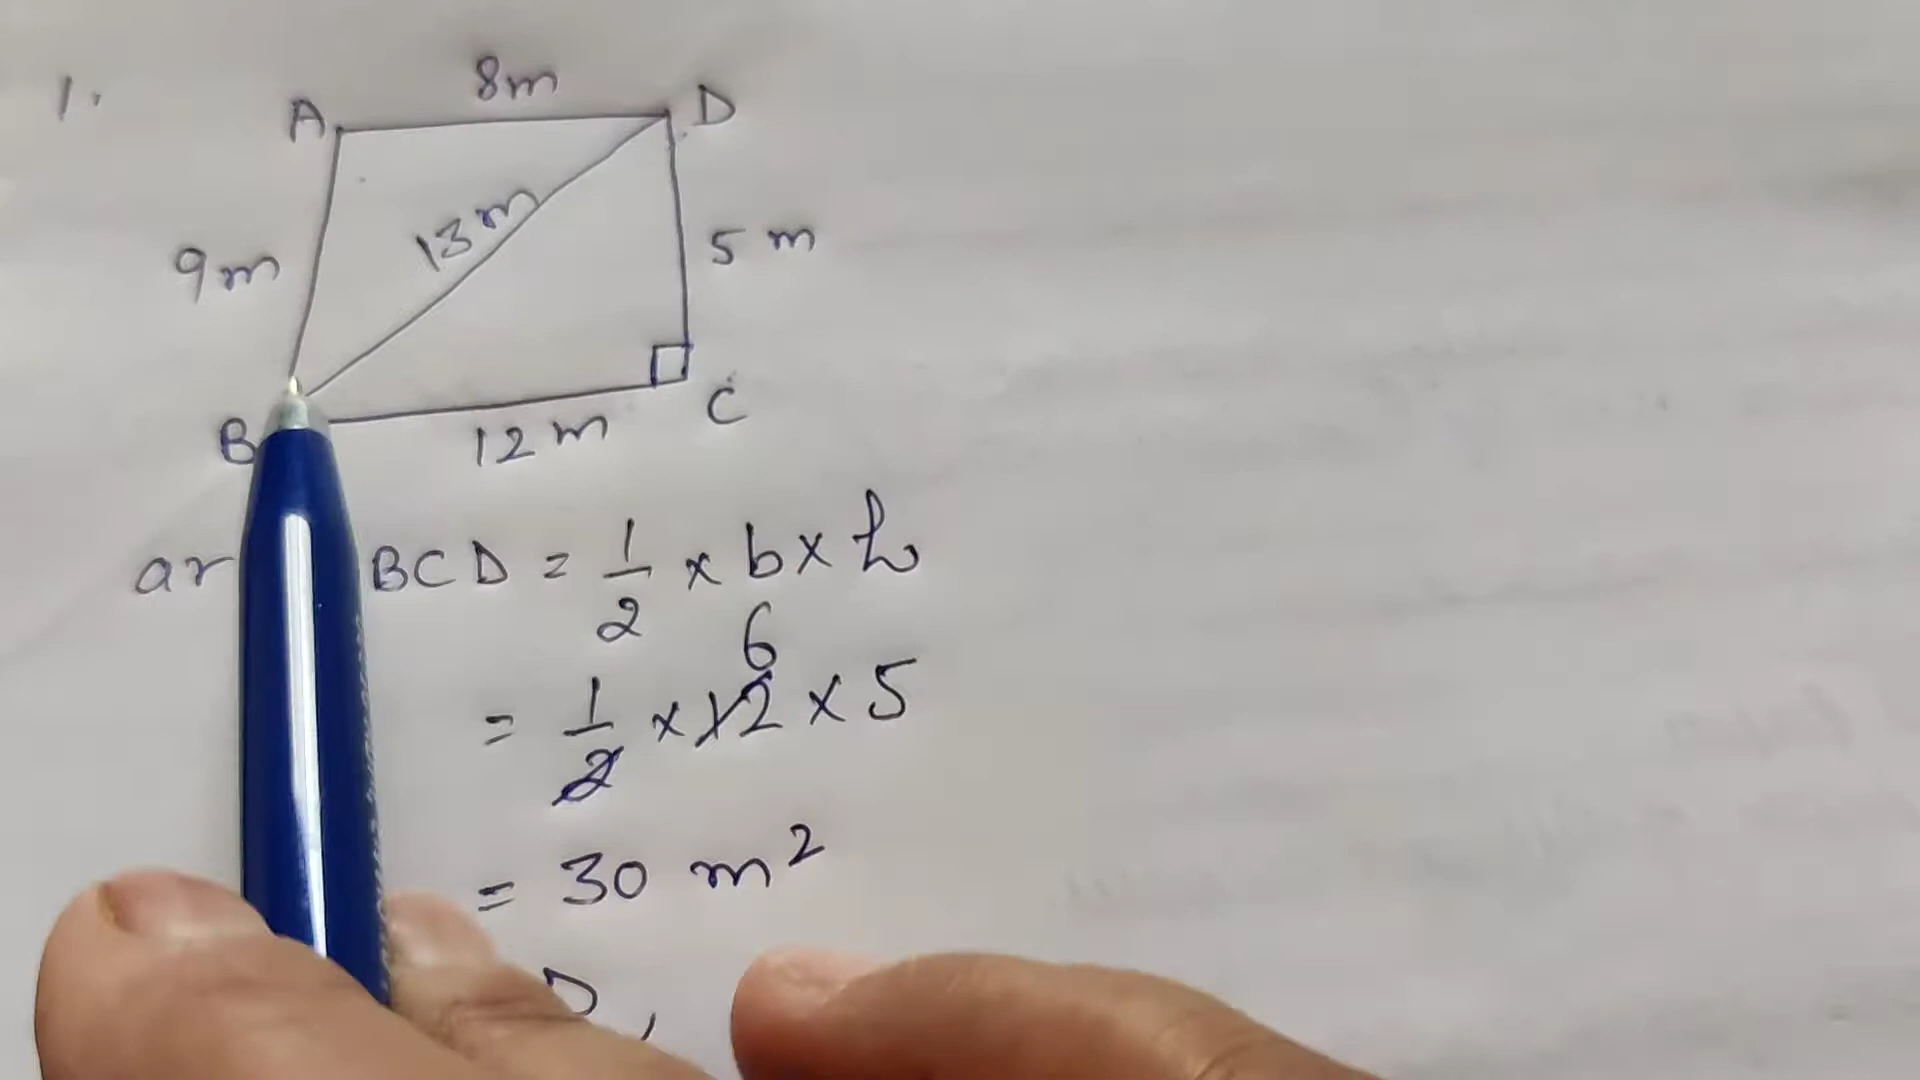 1.
8m
A D
13m
9m 5 m
B C
12 m
ar BCD = 1/2 × b × h
6
= 1/2 × 12 × 5
= 30 m²
D,